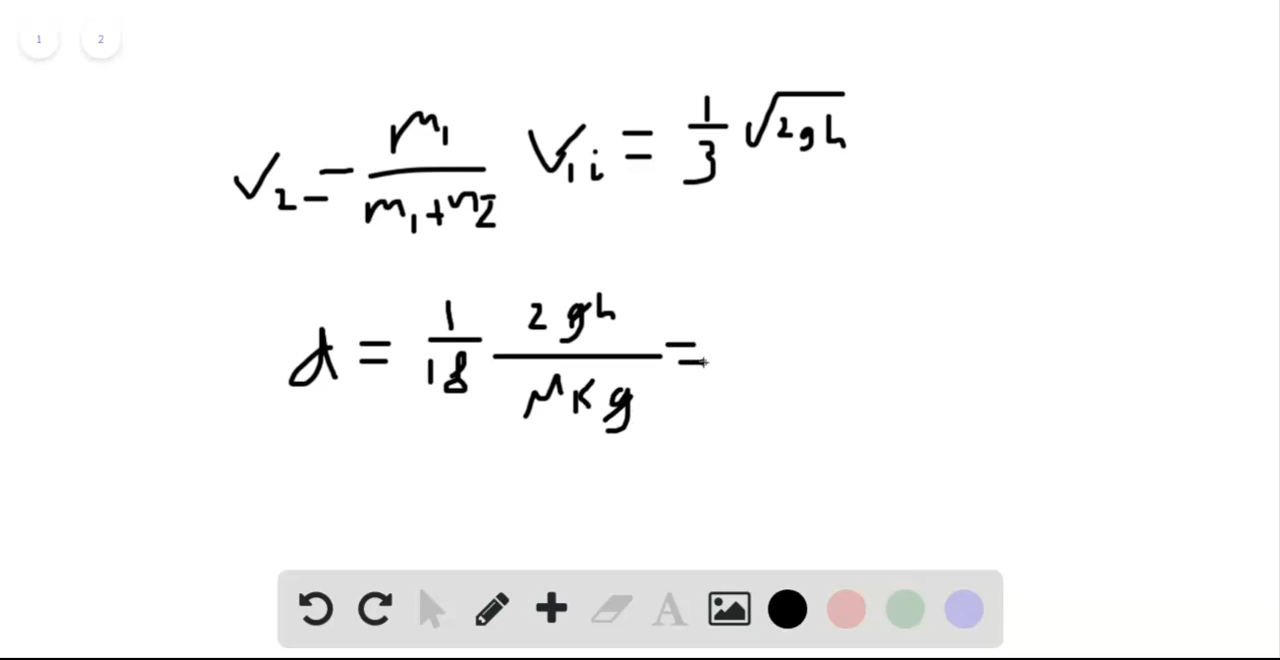 1 2
v₂ = m₁/(m₁+m₂) v₁ᵢ = 1/3 √2gh
d = 1/18 2gh/μₖg =
A